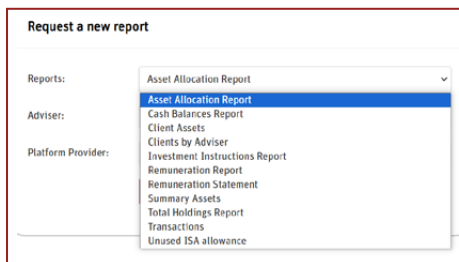 Request a new report
Reports:
Asset Allocation Report
Asset Allocation Report
Adviser:
Cash Balances Report
Client Assets
Clients by Adviser
Platform Provider:
Investment Instructions Report
Remuneration Report
Remuneration Statement
Summary Assets
Total Holdings Report
Transactions
Unused ISA allowance